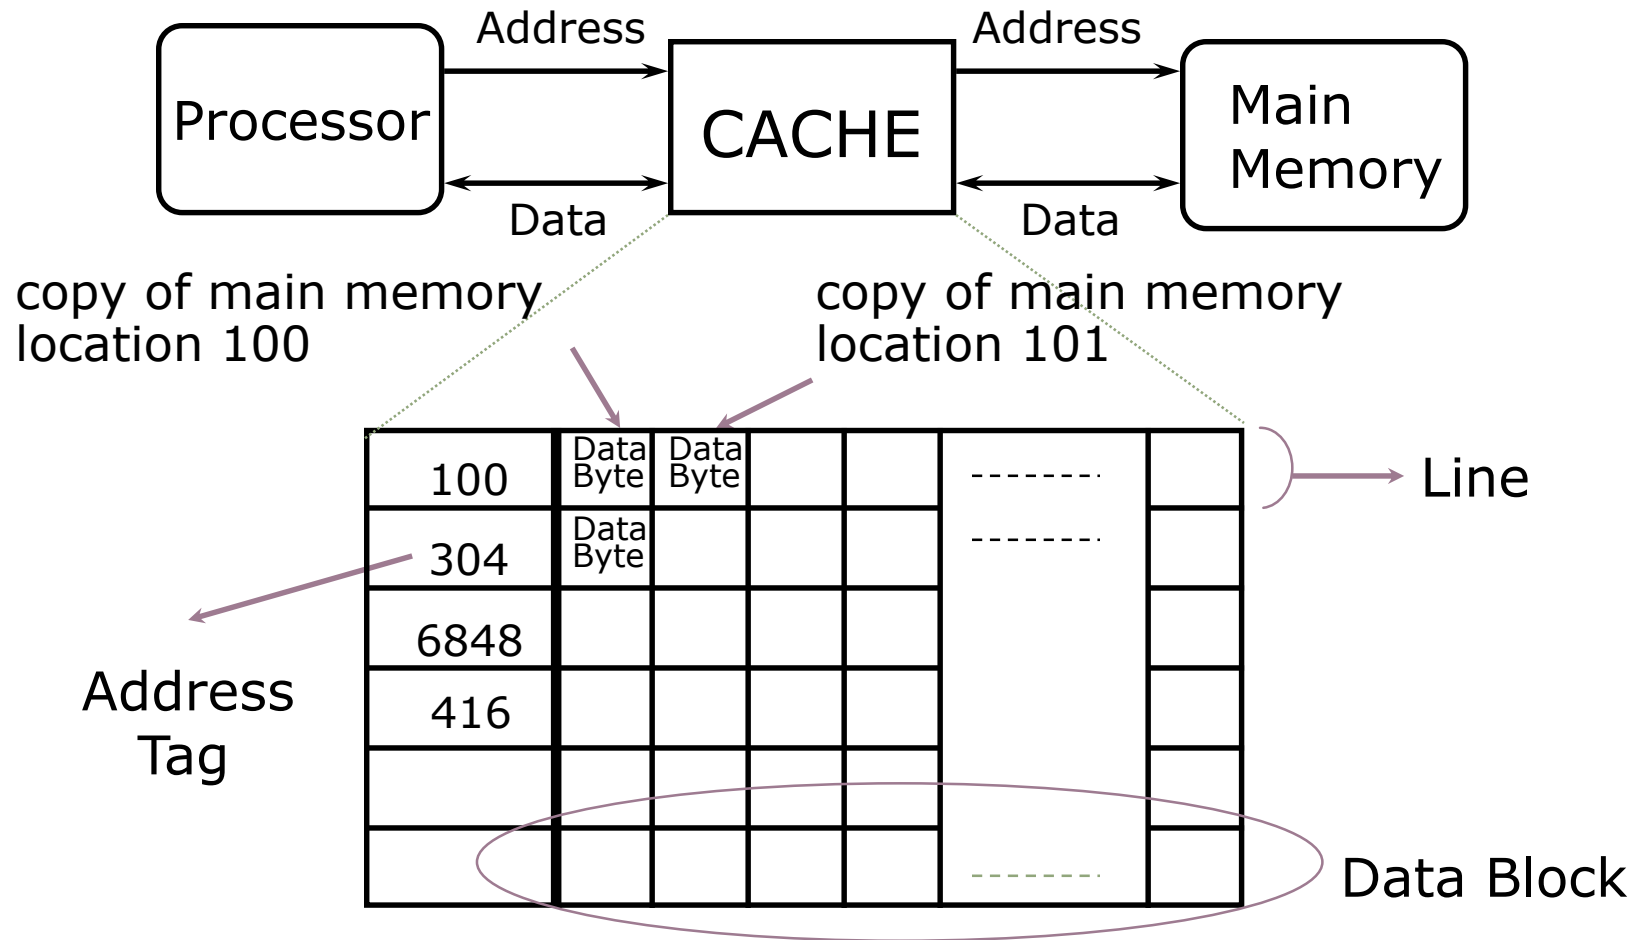 Address
Address
Processor
CACHE
Main
Memory
Data
Data
copy of main memory
location 100
copy of main memory
location 101
100
Data
Byte
Data
Byte
Line
304
Data
Byte
6848
Address
Tag
416
Data Block